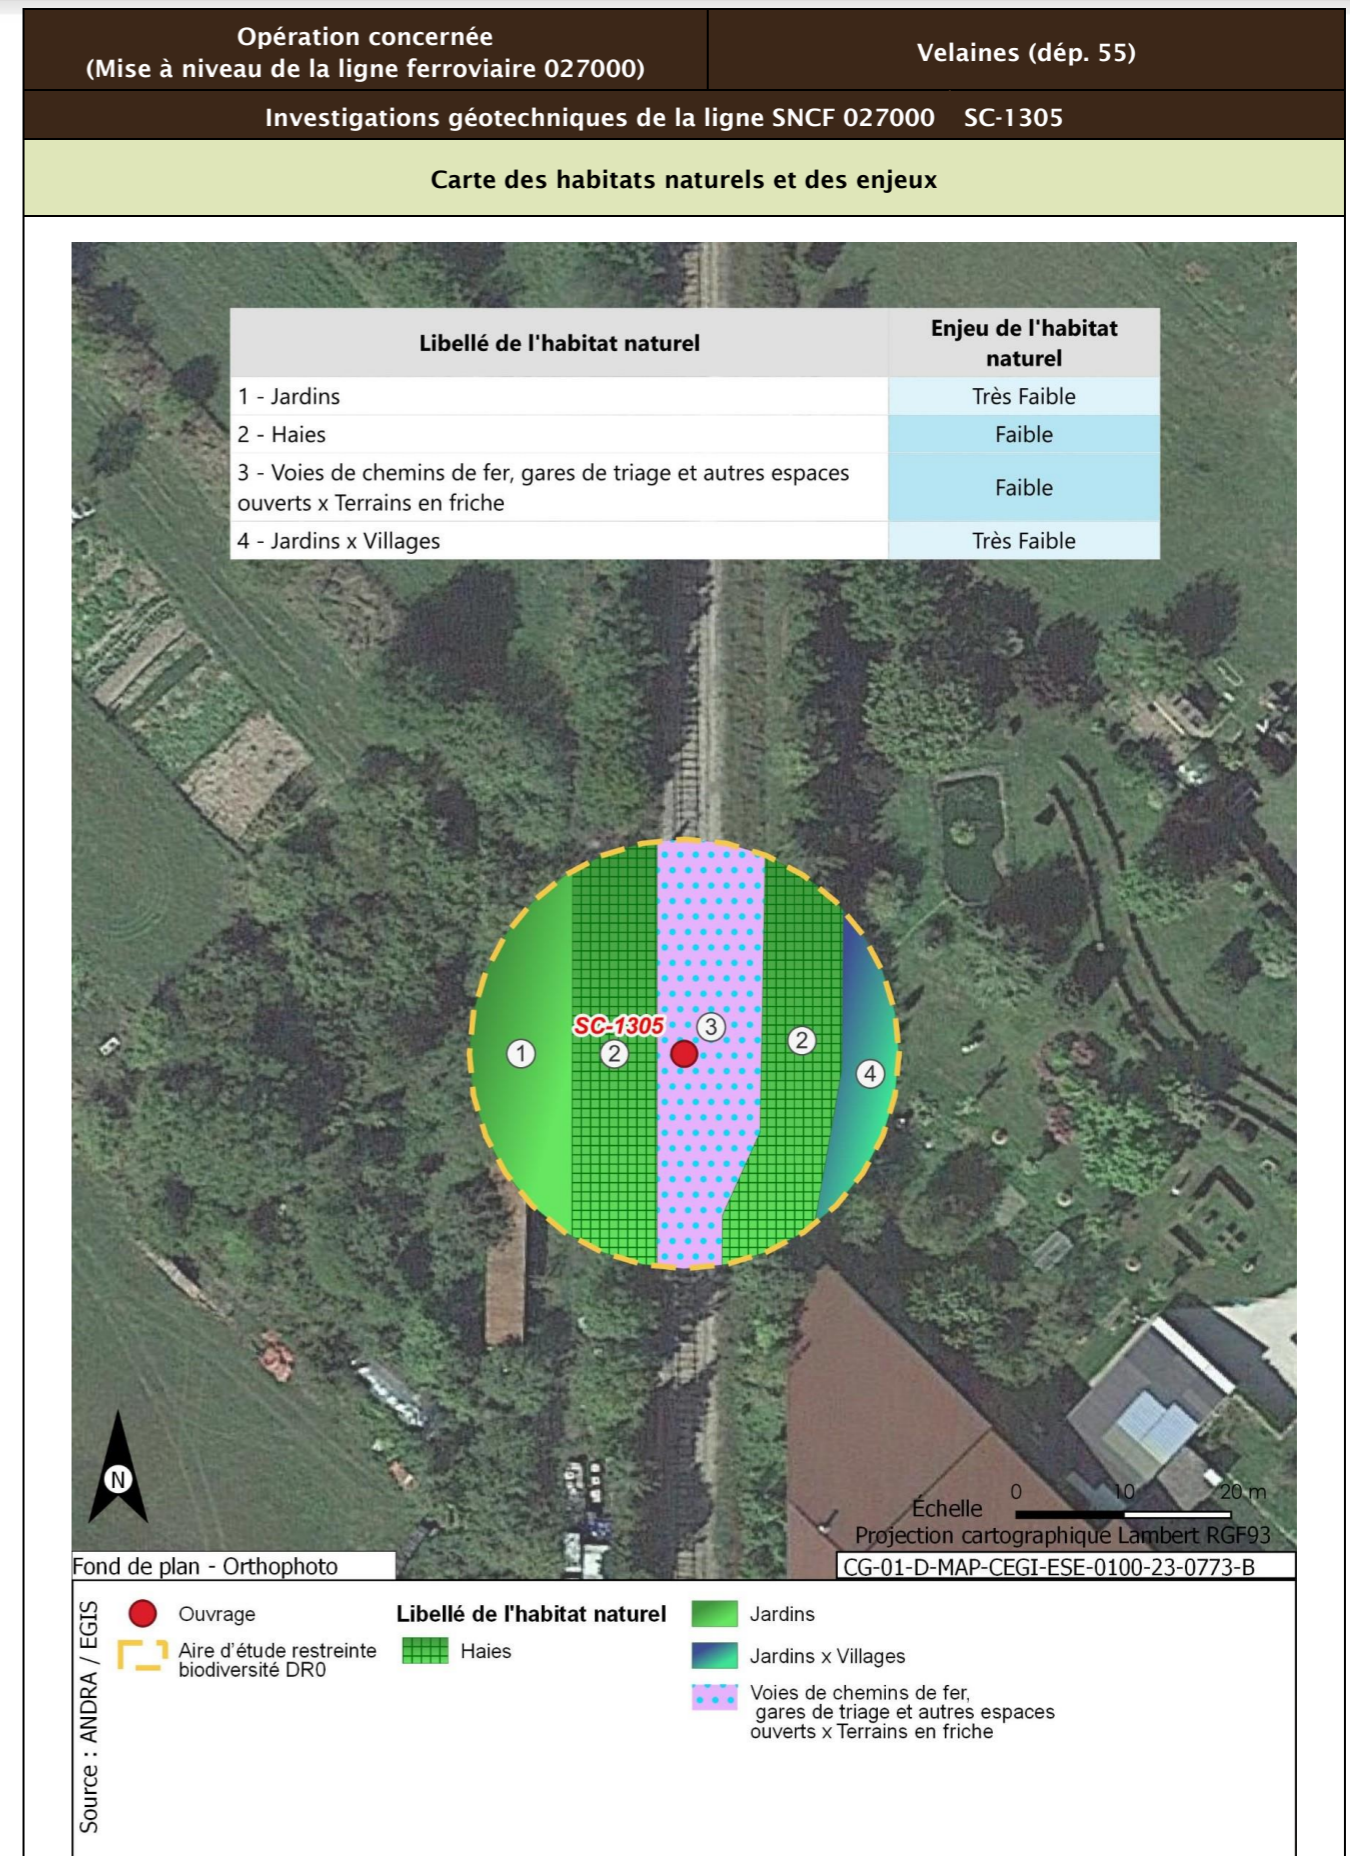 Opération concernée
(Mise à niveau de la ligne ferroviaire 027000)
Velaines (dép. 55)
Investigations géotechniques de la ligne SNCF 027000 SC-1305
Carte des habitats naturels et des enjeux
Libellé de l'habitat naturel
Enjeu de l'habitat
naturel
1 - Jardins
Très Faible
2 - Haies
Faible
3 - Voies de chemins de fer, gares de triage et autres espaces
ouverts x Terrains en friche
Faible
4 - Jardins x Villages
Très Faible
SC-1305
1
2
3
2
4
N
Échelle
0 10 20 m
Projection cartographique Lambert RGF93
Fond de plan - Orthophoto
CG-01-D-MAP-CEGI-ESE-0100-23-0773-B
Source : ANDRA / EGIS
Ouvrage
Aire d'étude restreinte
biodiversité DR0
Libellé de l'habitat naturel
Haies
Jardins
Jardins x Villages
Voies de chemins de fer,
gares de triage et autres espaces
ouverts x Terrains en friche